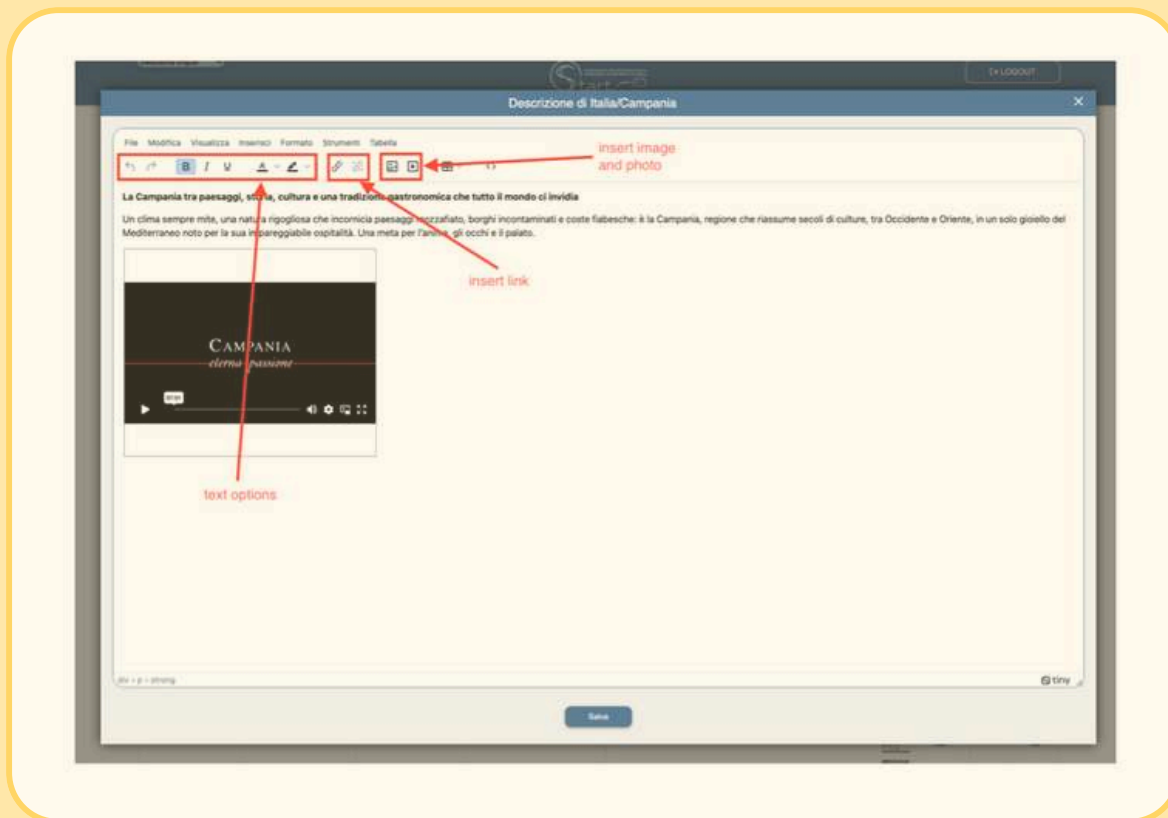 Start
LOGOUT
Descrizione di Italia/Campania
File Modifica Visualizza Inserisci Formato Strumenti Tabella
insert image
and photo
B I U A
La Campania tra paesaggi, storia, cultura e una tradizione gastronomica che tutto il mondo ci invidia
Un clima sempre mite, una natura rigogliosa che incornicia paesaggi mozzafiato, borghi incontaminati e coste fiabesche: è la Campania, regione che riassume secoli di culture, tra Occidente e Oriente, in un solo gioiello del
Mediterraneo noto per la sua impareggiabile ospitalità. Una meta per l'anima, gli occhi e il palato.
insert link
CAMPANIA
eterna passione
text options
div › p › strong
tiny
Salva